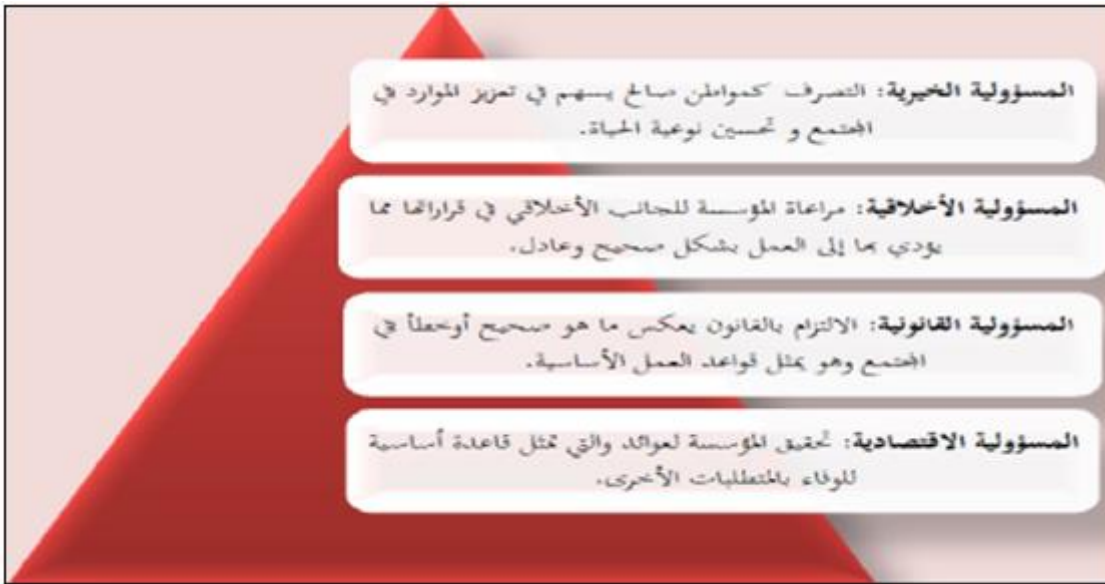 المسؤولية الخيرية: التصرف كمواطن صالح يسهم في تعزيز الموارد في
المجتمع و تحسين نوعية الحياة.
المسؤولية الأخلاقية: مراعاة المؤسسة للجانب الأخلاقي في قراراتها مما
يؤدي بها إلى العمل بشكل صحيح وعادل.
المسؤولية القانونية: الالتزام بالقانون يعكس ما هو صحيح أوخطأ في
المجتمع وهو يمثل قواعد العمل الأساسية.
المسؤولية الاقتصادية: تحقيق المؤسسة لعوائد والتي تمثل قاعدة أساسية
للوفاء بالمتطلبات الأخرى.